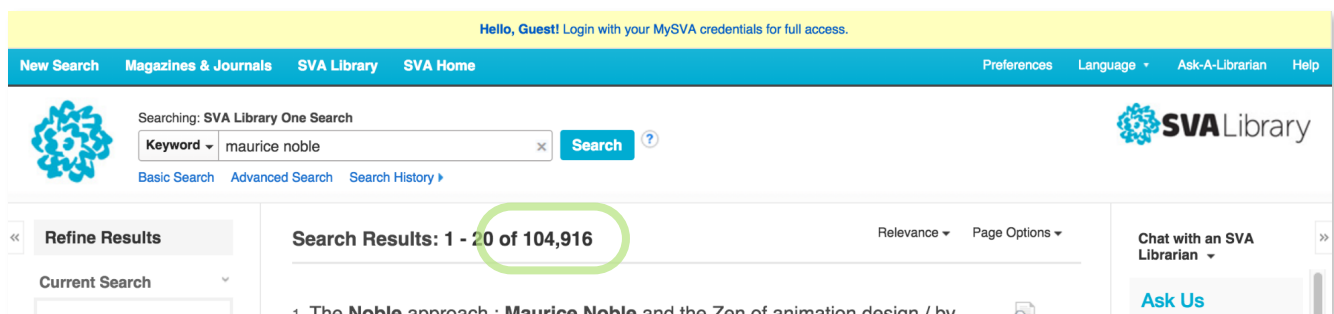 Hello, Guest! Login with your MySVA credentials for full access.
New Search Magazines & Journals SVA Library SVA Home Preferences Language Ask-A-Librarian Help
Searching: SVA Library One Search
Keyword maurice noble × Search ?
SVA Library
Basic Search Advanced Search Search History
« Refine Results
Search Results: 1 - 20 of 104,916
Relevance Page Options
Chat with an SVA
Librarian
»
Current Search
1. The Noble approach : Maurice Noble and the Zen of animation design / by
Ask Us